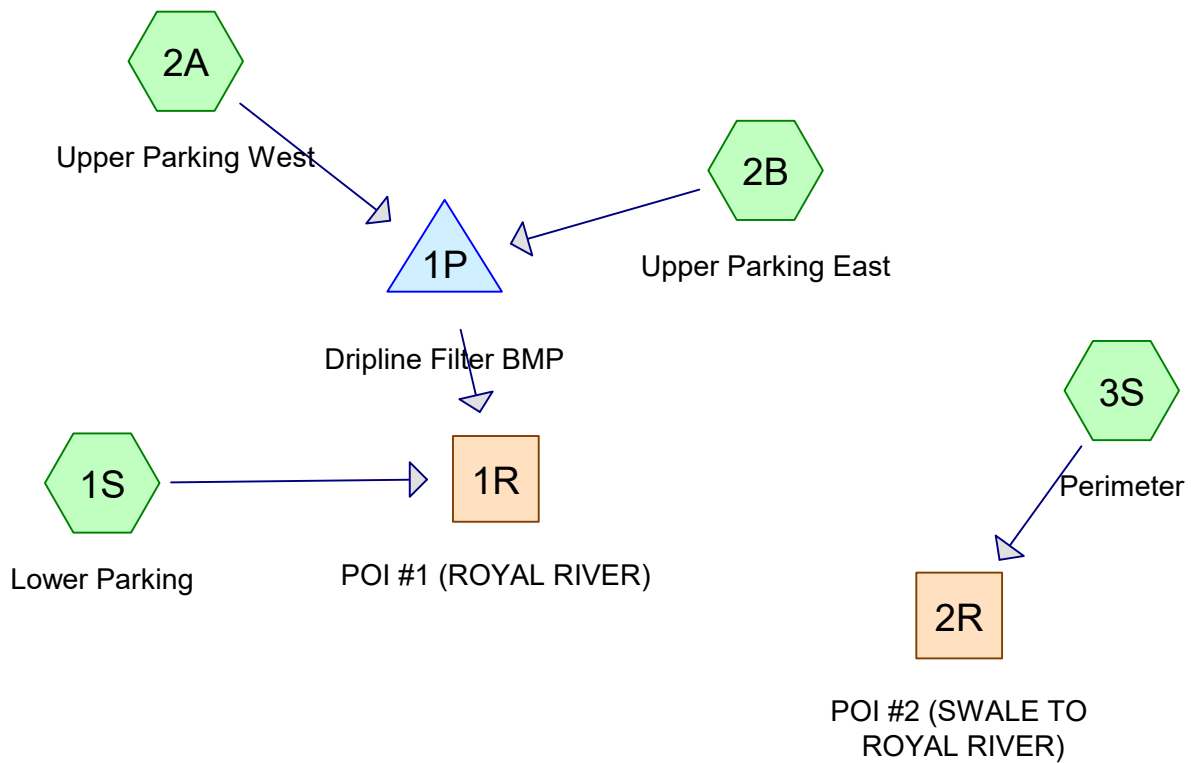 2A
Upper Parking West
2B
Upper Parking East
1P
Dripline Filter BMP
3S
Perimeter
1S
Lower Parking
1R
POI #1 (ROYAL RIVER)
2R
POI #2 (SWALE TO
ROYAL RIVER)